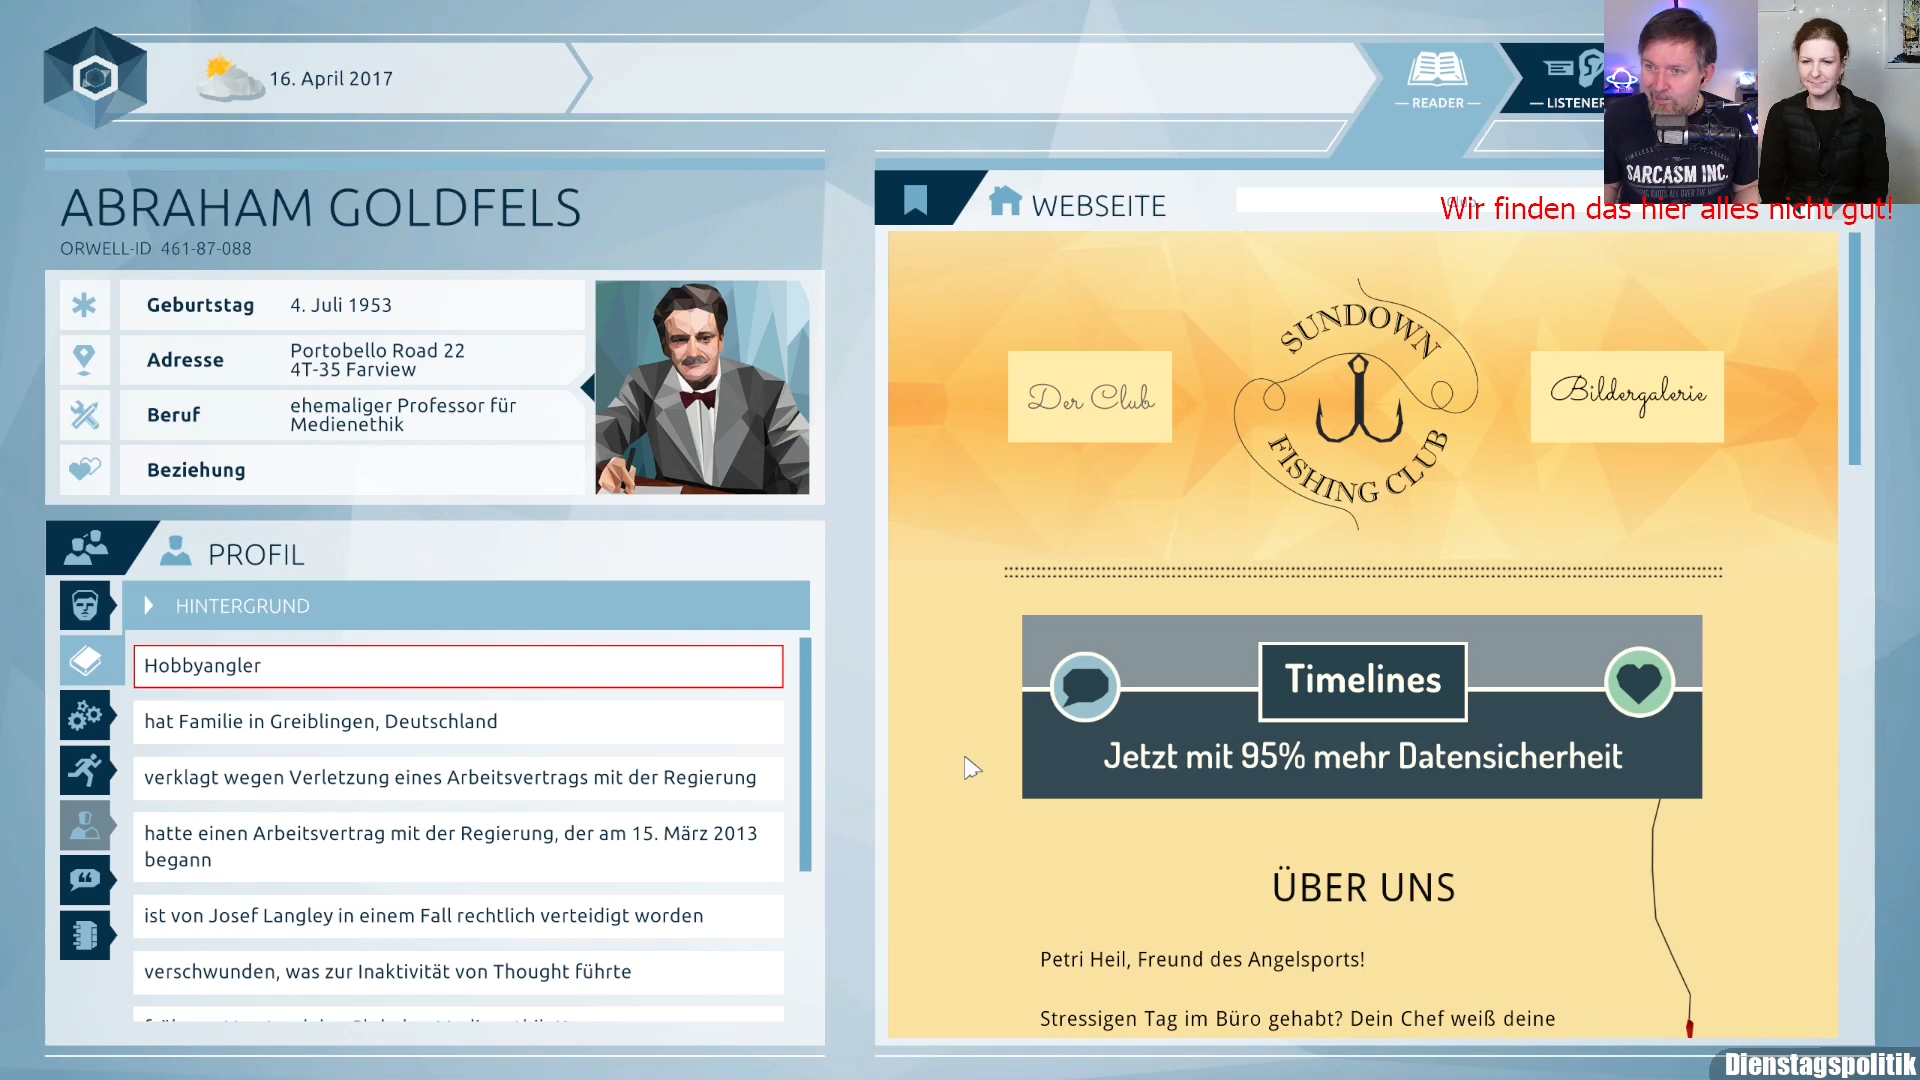 16. April 2017
READER
LISTENER
SARCASM INC.
Wir finden das hier alles nicht gut!
ABRAHAM GOLDFELS
ORWELL-ID 461-87-088
Geburtstag 4. Juli 1953
Adresse Portobello Road 22
4T-35 Farview
Beruf ehemaliger Professor für
Medienethik
Beziehung
PROFIL
HINTERGRUND
Hobbyangler
hat Familie in Greiblingen, Deutschland
verklagt wegen Verletzung eines Arbeitsvertrags mit der Regierung
hatte einen Arbeitsvertrag mit der Regierung, der am 15. März 2013
begann
ist von Josef Langley in einem Fall rechtlich verteidigt worden
verschwunden, was zur Inaktivität von Thought führte
WEBSEITE
Der Club
SUNDOWN
FISHING CLUB
Bildergalerie
Timelines
Jetzt mit 95% mehr Datensicherheit
ÜBER UNS
Petri Heil, Freund des Angelsports!
Stressigen Tag im Büro gehabt? Dein Chef weiß deine
Dienstagspolitik